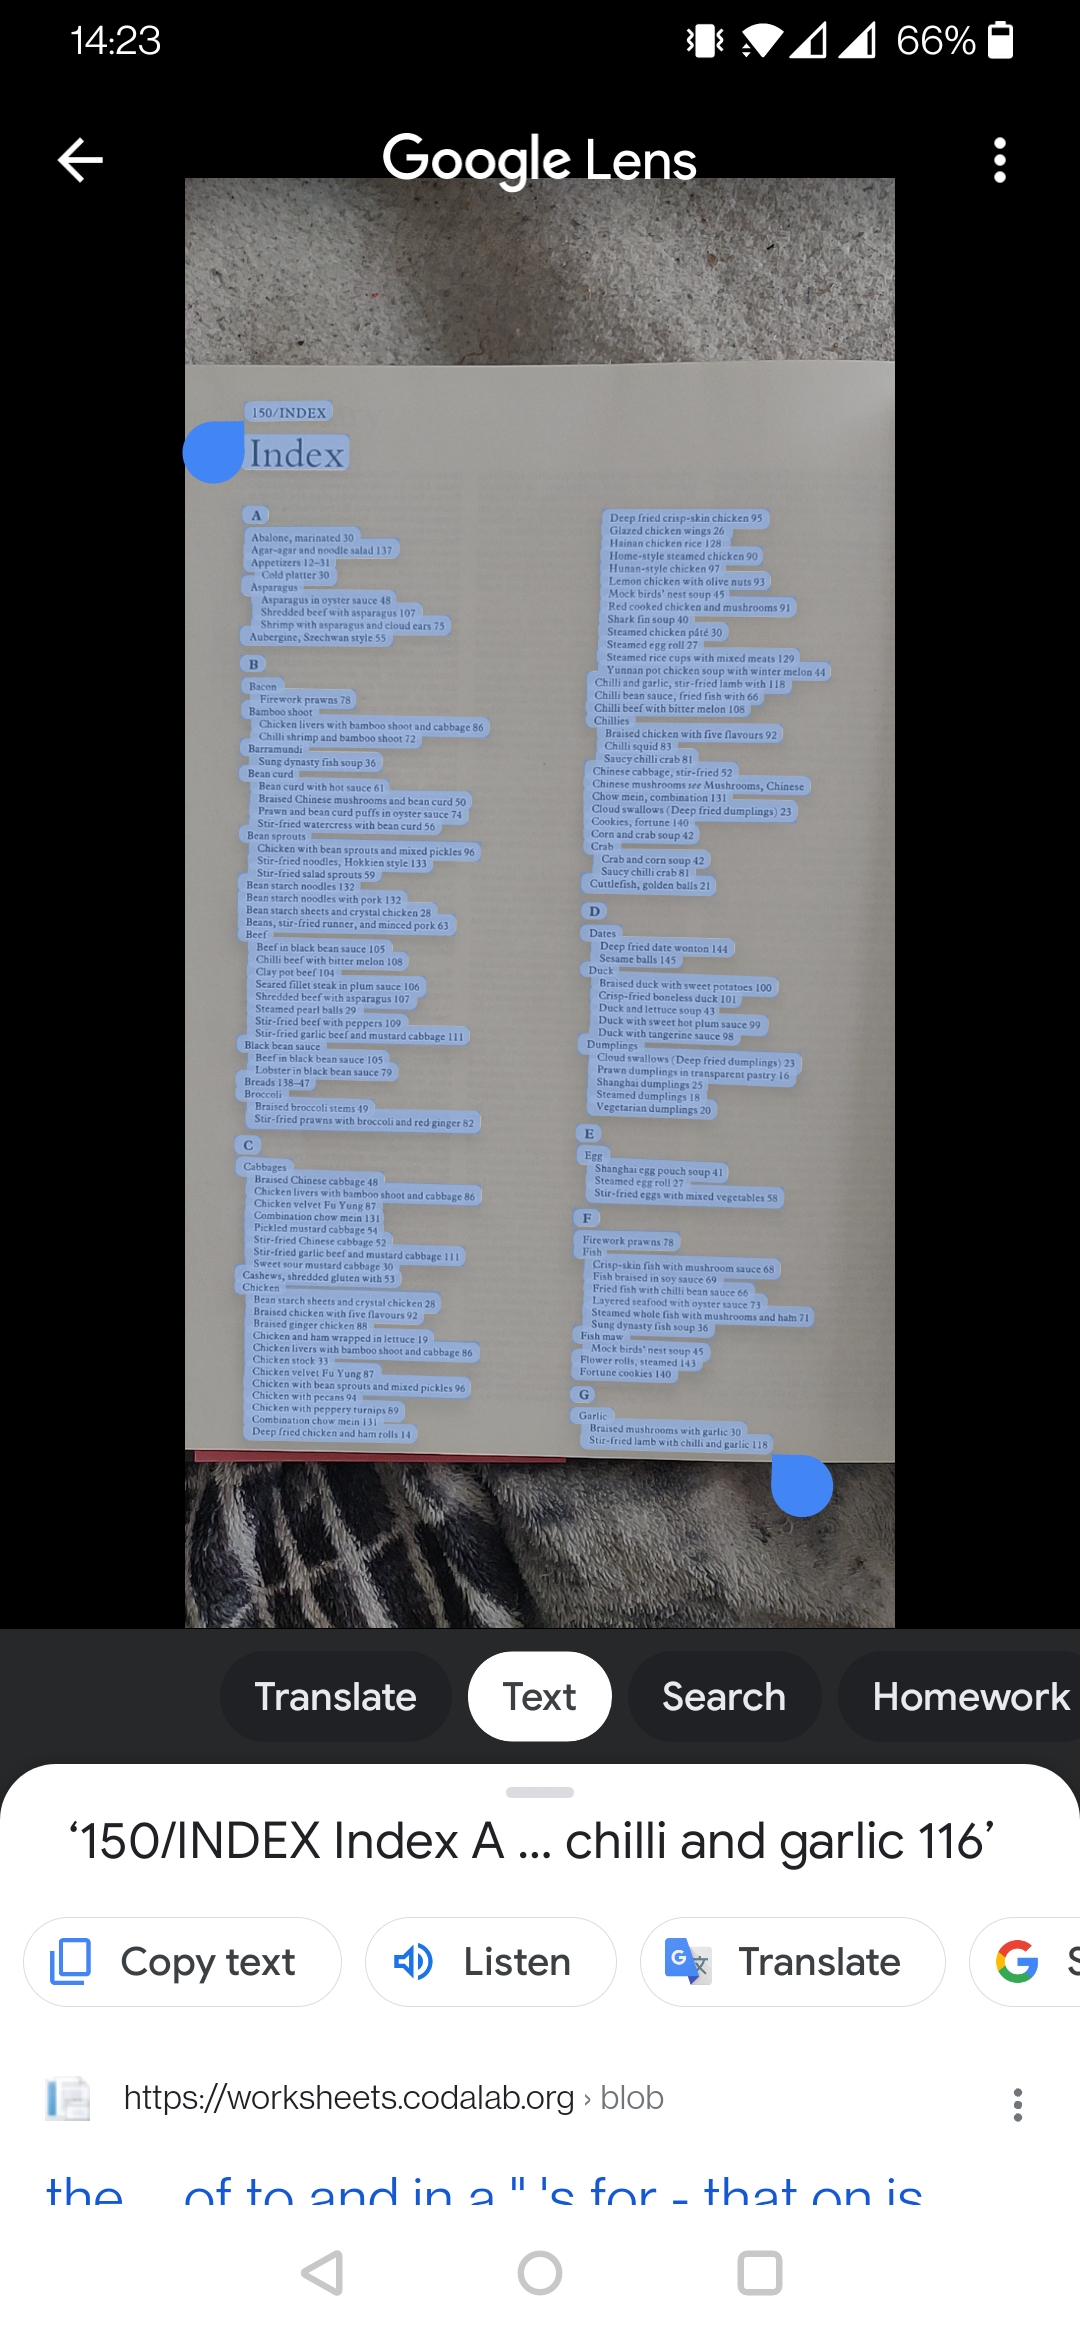 14:23
66%
Google Lens
150/INDEX
Index
A
Abalone, marinated 30
Agar-agar and noodle salad 137
Appetizers 12–31
Cold platter 30
Asparagus
Asparagus in oyster sauce 48
Shredded beef with asparagus 107
Shrimp with asparagus and cloud ears 75
Aubergine, Szechwan style 55
B
Bacon
Firework prawns 78
Bamboo shoot
Chicken livers with bamboo shoot and cabbage 86
Chilli shrimp and bamboo shoot 72
Barramundi
Sung dynasty fish soup 36
Bean curd
Bean curd with hot sauce 61
Braised Chinese mushrooms and bean curd 50
Prawn and bean curd puffs in oyster sauce 74
Stir-fried watercress with bean curd 56
Bean sprouts
Chicken with bean sprouts and mixed pickles 96
Stir-fried noodles, Hokkien style 133
Stir-fried salad sprouts 59
Bean starch noodles 132
Bean starch noodles with pork 132
Bean starch sheets and crystal chicken 28
Beans, stir-fried runner, and minced pork 63
Beef
Beef in black bean sauce 105
Chilli beef with bitter melon 108
Clay pot beef 104
Seared fillet steak in plum sauce 106
Shredded beef with asparagus 107
Steamed pearl balls 29
Stir-fried beef with peppers 109
Stir-fried garlic beef and mustard cabbage 111
Black bean sauce
Beef in black bean sauce 105
Lobster in black bean sauce 79
Breads 138–47
Broccoli
Braised broccoli stems 49
Stir-fried prawns with broccoli and red ginger 82
C
Cabbages
Braised Chinese cabbage 48
Chicken livers with bamboo shoot and cabbage 86
Chicken velvet Fu Yung 87
Combination chow mein 131
Pickled mustard cabbage 54
Stir-fried Chinese cabbage 52
Stir-fried garlic beef and mustard cabbage 111
Sweet sour mustard cabbage 30
Cashews, shredded gluten with 53
Chicken
Bean starch sheets and crystal chicken 28
Braised chicken with five flavours 92
Braised ginger chicken 88
Chicken and ham wrapped in lettuce 19
Chicken livers with bamboo shoot and cabbage 86
Chicken stock 33
Chicken velvet Fu Yung 87
Chicken with bean sprouts and mixed pickles 96
Chicken with pecans 94
Chicken with peppery turnips 89
Combination chow mein 131
Deep fried chicken and ham rolls 14
Deep fried crisp-skin chicken 95
Glazed chicken wings 26
Hainan chicken rice 128
Home-style steamed chicken 90
Hunan-style chicken 97
Lemon chicken with olive nuts 93
Mock birds' nest soup 45
Red cooked chicken and mushrooms 91
Shark fin soup 40
Steamed chicken pâté 30
Steamed egg roll 27
Steamed rice cups with mixed meats 129
Yunnan pot chicken soup with winter melon 44
Chilli and garlic, stir-fried lamb with 118
Chilli bean sauce, fried fish with 66
Chilli beef with bitter melon 108
Chillies
Braised chicken with five flavours 92
Chilli squid 83
Saucy chilli crab 81
Chinese cabbage, stir-fried 52
Chinese mushrooms see Mushrooms, Chinese
Chow mein, combination 131
Cloud swallows (Deep fried dumplings) 23
Cookies, fortune 140
Corn and crab soup 42
Crab
Crab and corn soup 42
Saucy chilli crab 81
Cuttlefish, golden balls 21
D
Dates
Deep fried date wonton 144
Sesame balls 145
Duck
Braised duck with sweet potatoes 100
Crisp-fried boneless duck 101
Duck and lettuce soup 43
Duck with sweet hot plum sauce 99
Duck with tangerine sauce 98
Dumplings
Cloud swallows (Deep fried dumplings) 23
Prawn dumplings in transparent pastry 16
Shanghai dumplings 25
Steamed dumplings 18
Vegetarian dumplings 20
E
Egg
Shanghai egg pouch soup 41
Steamed egg roll 27
Stir-fried eggs with mixed vegetables 58
F
Firework prawns 78
Fish
Crisp-skin fish with mushroom sauce 68
Fish braised in soy sauce 69
Fried fish with chilli bean sauce 66
Layered seafood with oyster sauce 73
Steamed whole fish with mushrooms and ham 71
Sung dynasty fish soup 36
Fish maw
Mock birds' nest soup 45
Flower rolls, steamed 143
Fortune cookies 140
G
Garlic
Braised mushrooms with garlic 30
Stir-fried lamb with chilli and garlic 118
Translate Text Search Homework
‘150/INDEX Index A ... chilli and garlic 116’
Copy text Listen Translate S
https://worksheets.codalab.org › blob
the of to and in a " 's for - that on is